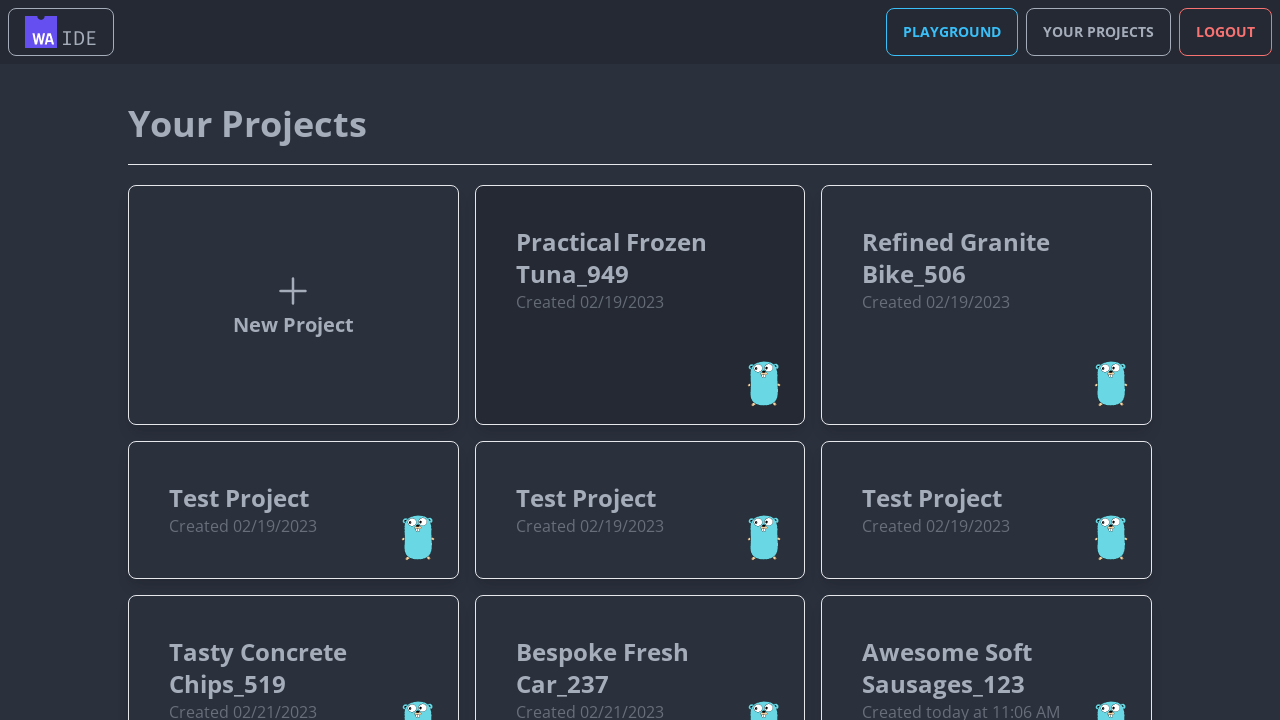 WA IDE
PLAYGROUND
YOUR PROJECTS
LOGOUT
Your Projects
New Project
Practical Frozen
Tuna_949
Created 02/19/2023
Refined Granite
Bike_506
Created 02/19/2023
Test Project
Created 02/19/2023
Test Project
Created 02/19/2023
Test Project
Created 02/19/2023
Tasty Concrete
Chips_519
Created 02/21/2023
Bespoke Fresh
Car_237
Created 02/21/2023
Awesome Soft
Sausages_123
Created today at 11:06 AM